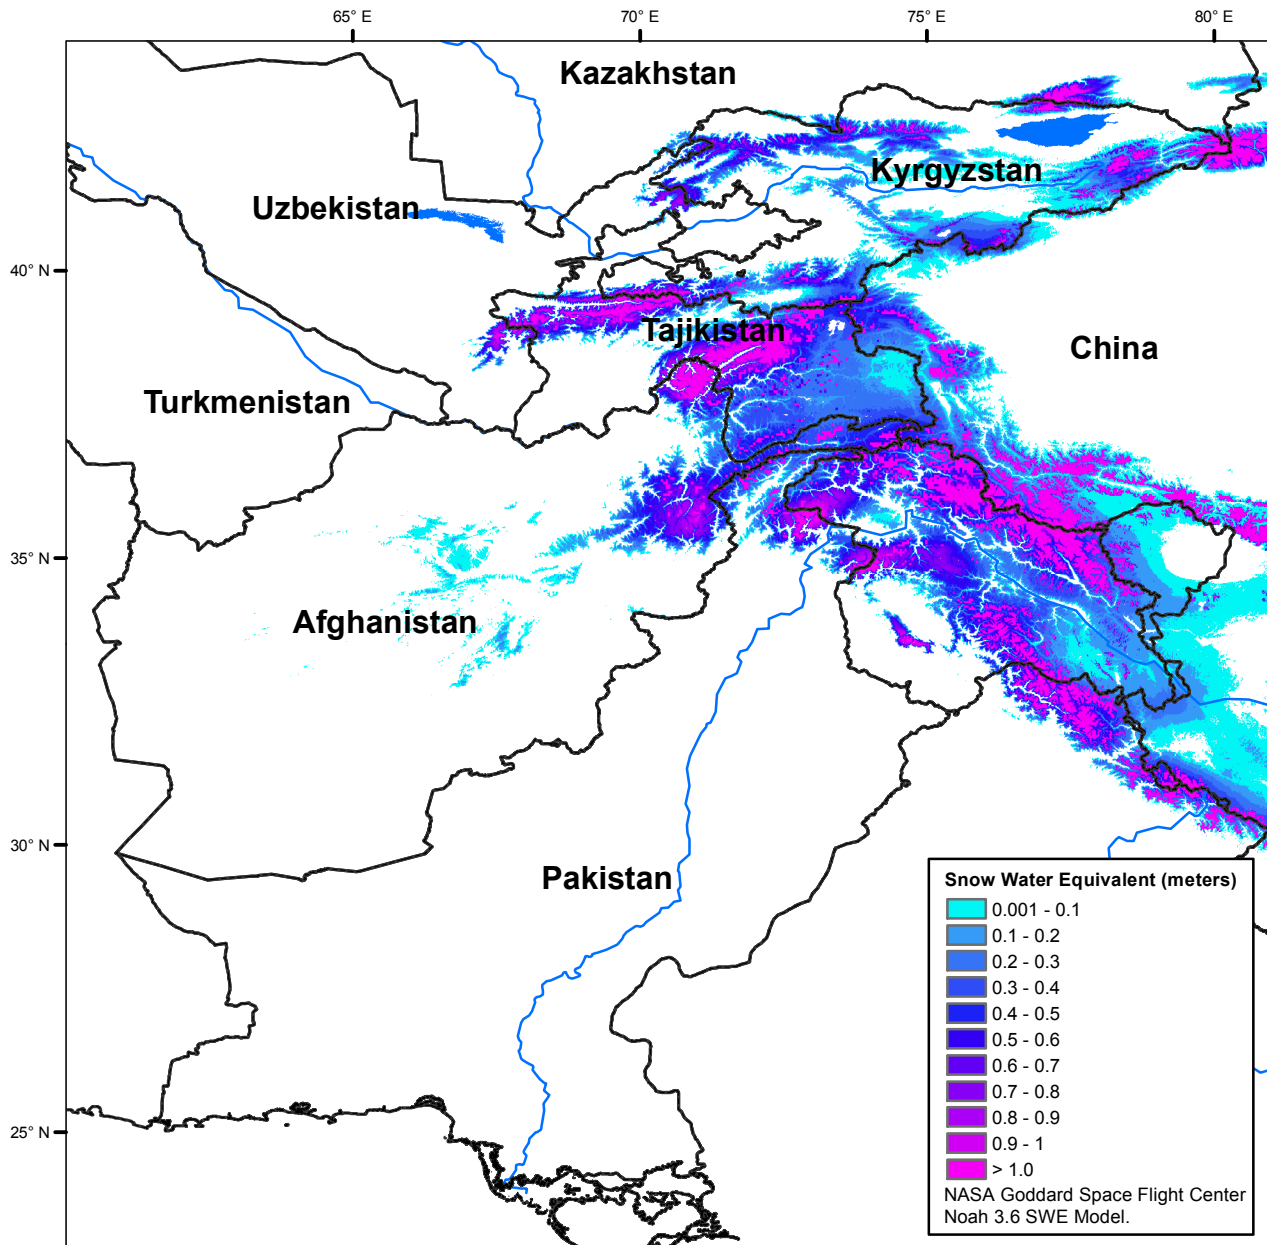 65° E
70° E
75° E
80° E
Kazakhstan
Kyrgyzstan
Uzbekistan
40° N
Tajikistan
China
Turkmenistan
35° N
Afghanistan
30° N
Pakistan
25° N
Snow Water Equivalent (meters)
0.001 - 0.1
0.1 - 0.2
0.2 - 0.3
0.3 - 0.4
0.4 - 0.5
0.5 - 0.6
0.6 - 0.7
0.7 - 0.8
0.8 - 0.9
0.9 - 1
> 1.0
NASA Goddard Space Flight Center
Noah 3.6 SWE Model.